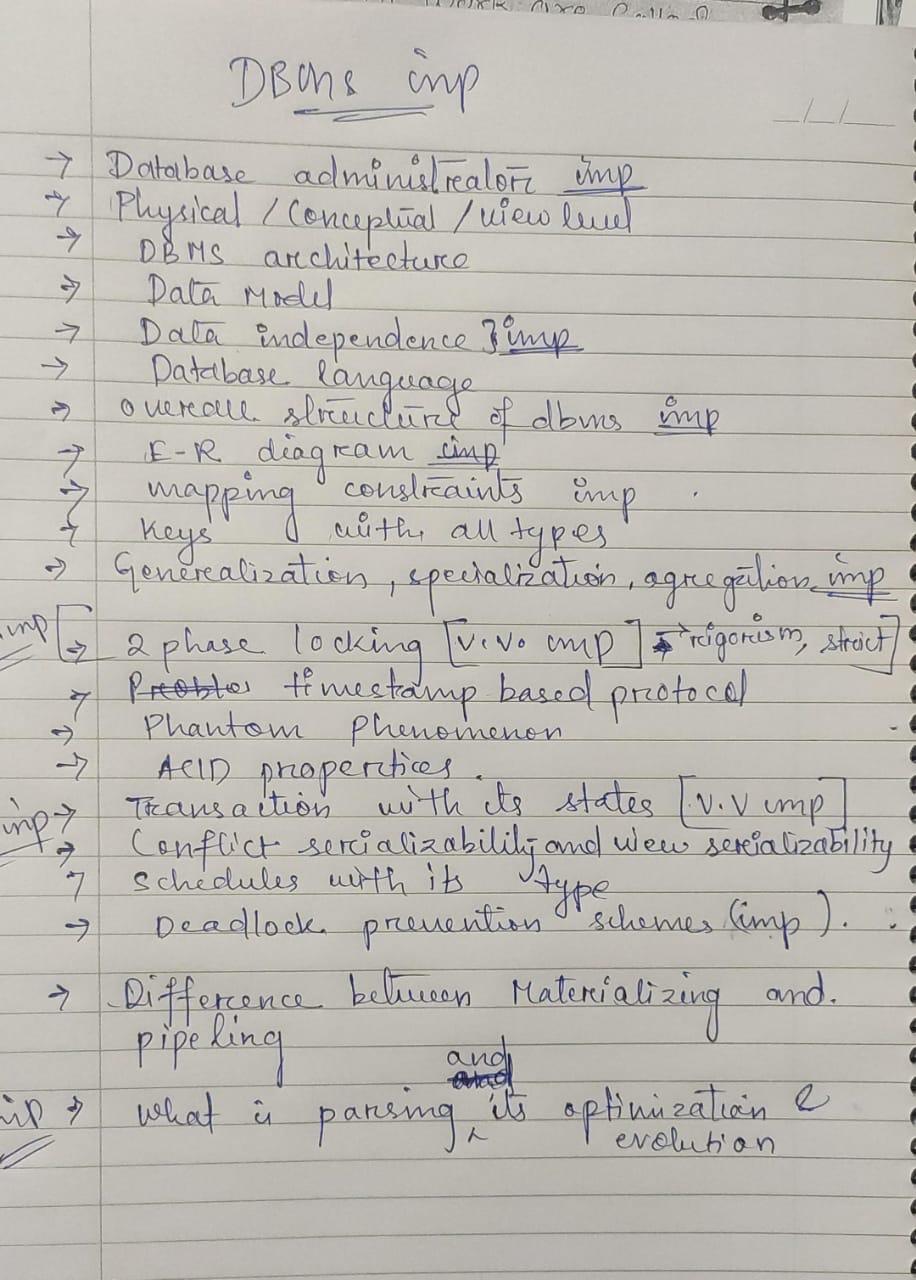 DBMS imp
→ Database administrator imp
→ Physical / Conceptual / view level
→ DBMS architecture
→ Data Model
→ Data independence } imp
→ Database language
→ overall structure of dbms imp
→ E-R diagram imp
→ mapping constraints imp
→ Keys with all types
→ Generalization, specialization, agregation imp
imp [→ 2 phase locking [V.Vo imp] → rigorism, strict]
→ timestamp based protocol
→ Phantom Phenomenon
→ ACID properties.
imp → Transaction with its states [V.V imp]
→ Conflict serializability and view serializability
→ Schedules with its type
→ Deadlock prevention schemes (imp).
→ Difference between Materializing and.
pipeling
and
→ what is parsing ^ its optimization &
evolution